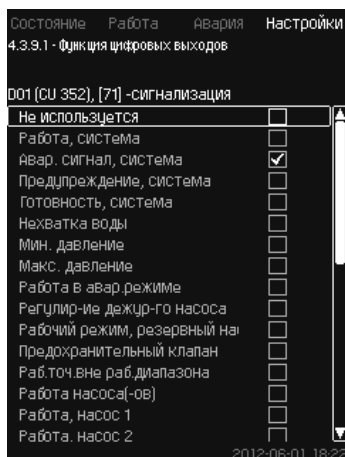 Состояние Работа Авария Настройки
4.3.9.1 - Функция цифровых выходов
DO1 (CU 352), [71] -сигнализация
Не используется
Работа, система
Авар. сигнал, система
Предупреждение, система
Готовность, система
Нехватка воды
Мин. давление
Макс. давление
Работа в авар.режиме
Регулир-ие дежур-го насоса
Рабочий режим, резервный на
Предохранительный клапан
Раб.точ.вне раб.диапазона
Работа насоса(-ов)
Работа, насос 1
Работа. насос 2
2012-06-01 18:22